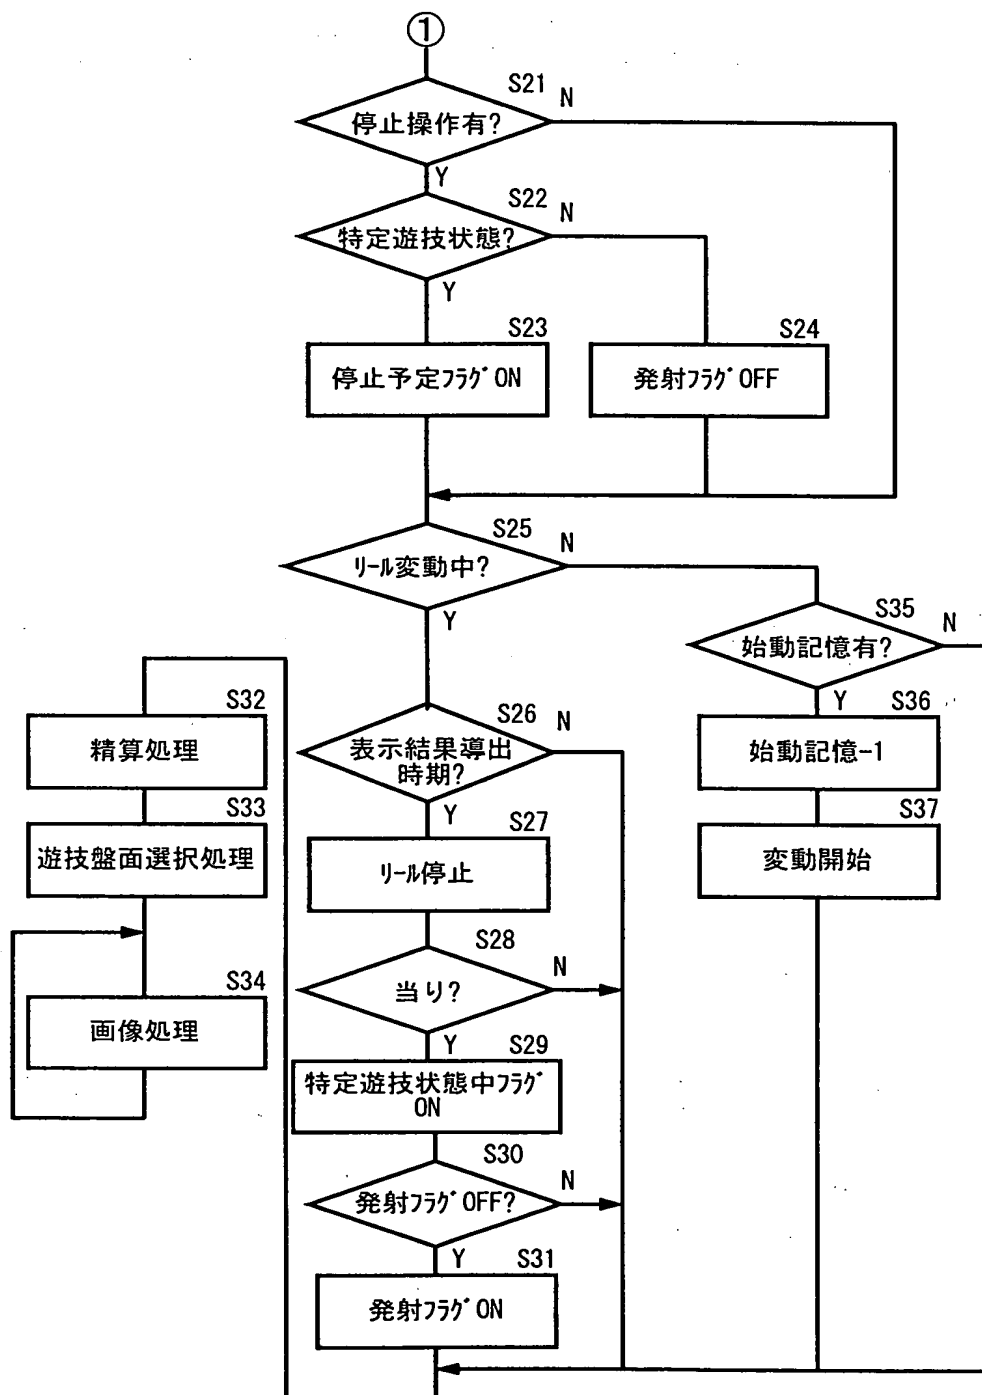 1
S21
停止操作有?
N
Y
S22
特定遊技状態?
N
Y
S23
停止予定フラグON
S24
発射フラグOFF
S25
リール変動中?
N
Y
S35
始動記憶有?
N
Y
S36
始動記憶-1
S37
変動開始
S26
表示結果導出
時期?
N
Y
S27
リール停止
S28
当り?
N
Y
S29
特定遊技状態中フラグ
ON
S30
発射フラグOFF?
N
Y
S31
発射フラグON
S32
精算処理
S33
遊技盤面選択処理
S34
画像処理